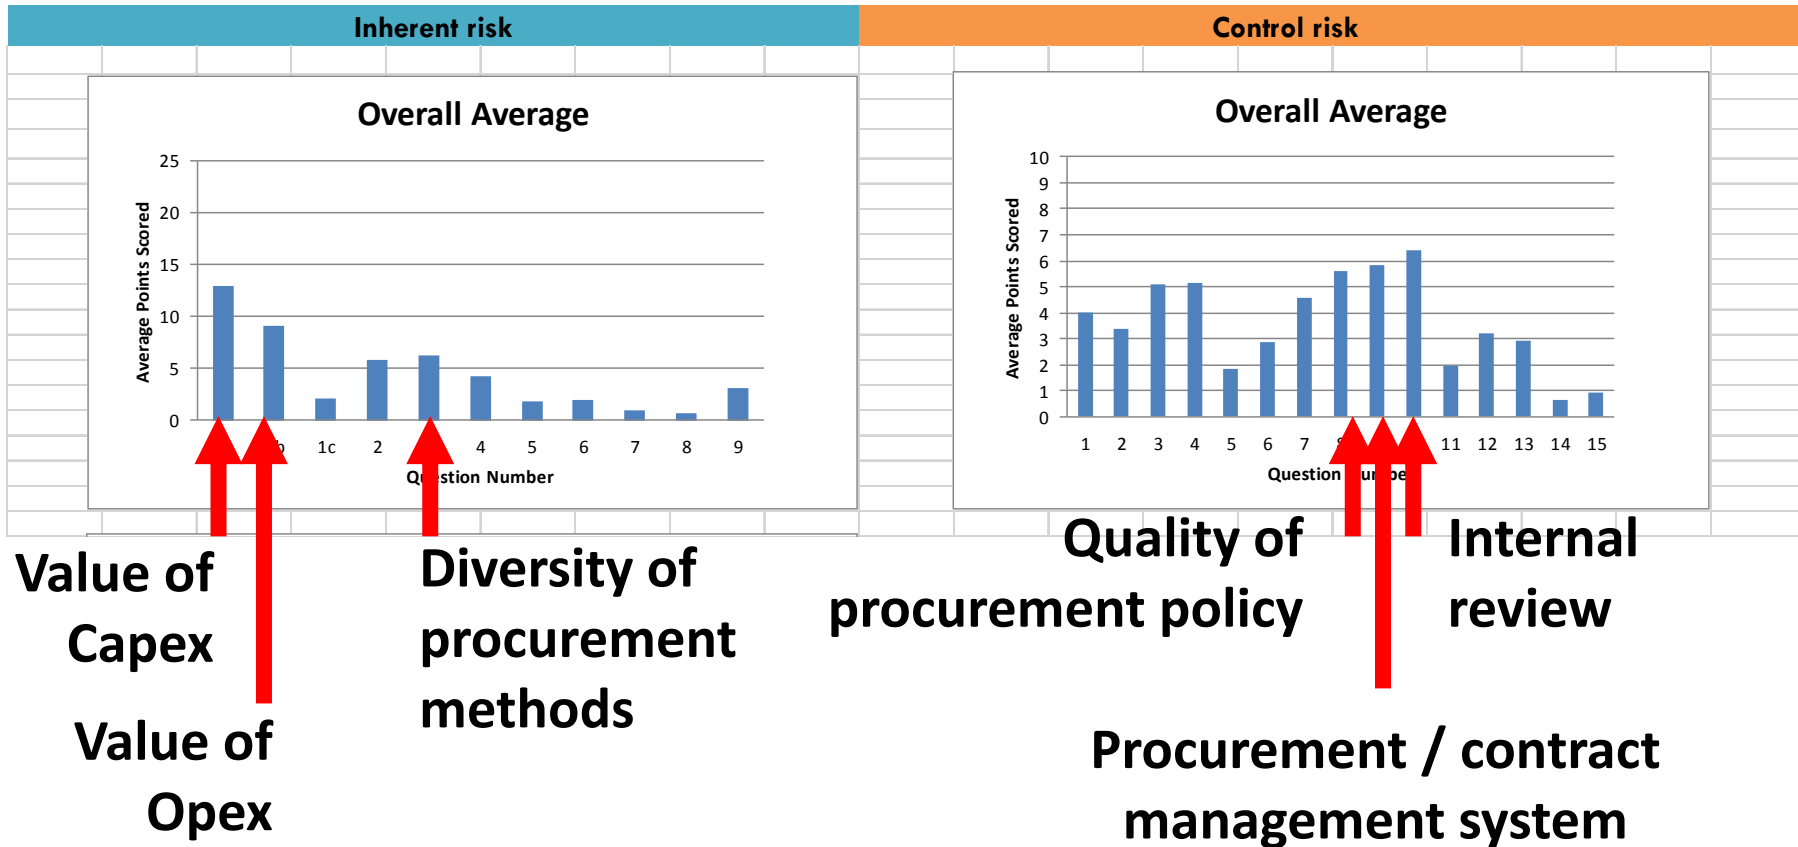 Inherent risk
Control risk
Overall Average
25
20
15
10
5
0
Average Points Scored
1c
2
4
5
6
7
8
9
Question Number
Overall Average
10
9
8
7
6
5
4
3
2
1
0
Average Points Scored
1
2
3
4
5
6
7
11
12
13
14
15
Question
Value of
Capex
Value of
Opex
Diversity of
procurement
methods
Quality of
procurement policy
Internal
review
Procurement / contract
management system